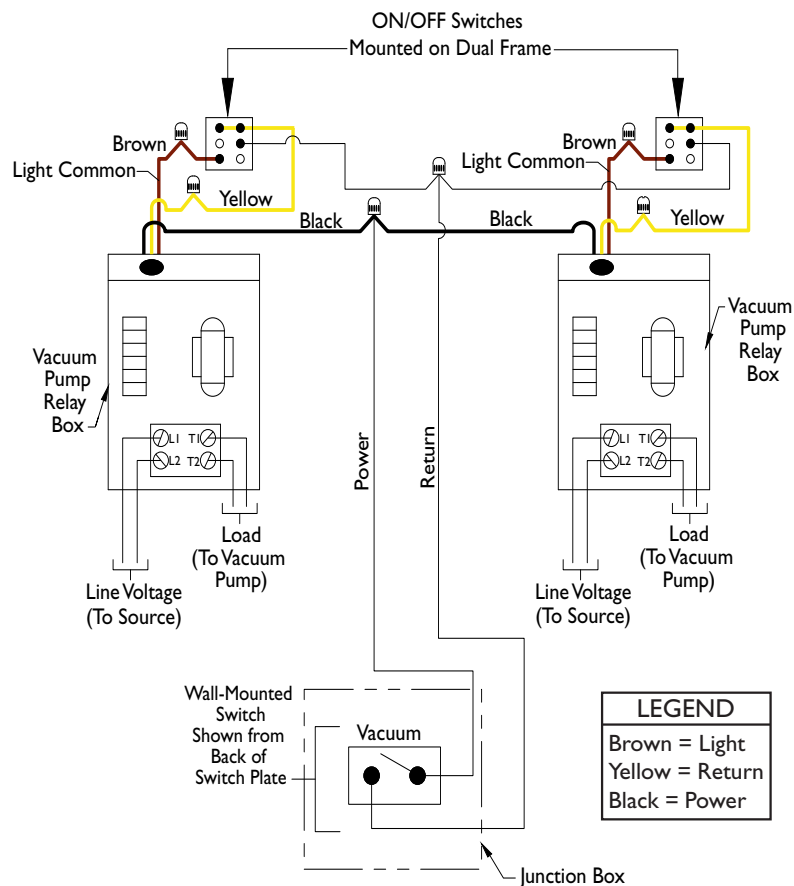 ON/OFF Switches
Mounted on Dual Frame
Brown
Light Common
Yellow
Black
Black
Brown
Light Common
Yellow
Vacuum
Pump
Relay
Box
L1 T1
L2 T2
Load
(To Vacuum
Pump)
Line Voltage
(To Source)
Power
Return
Vacuum
Pump
Relay
Box
L1 T1
L2 T2
Load
(To Vacuum
Pump)
Line Voltage
(To Source)
Wall-Mounted
Switch
Shown from
Back of
Switch Plate
Vacuum
Junction Box
LEGEND
Brown = Light
Yellow = Return
Black = Power